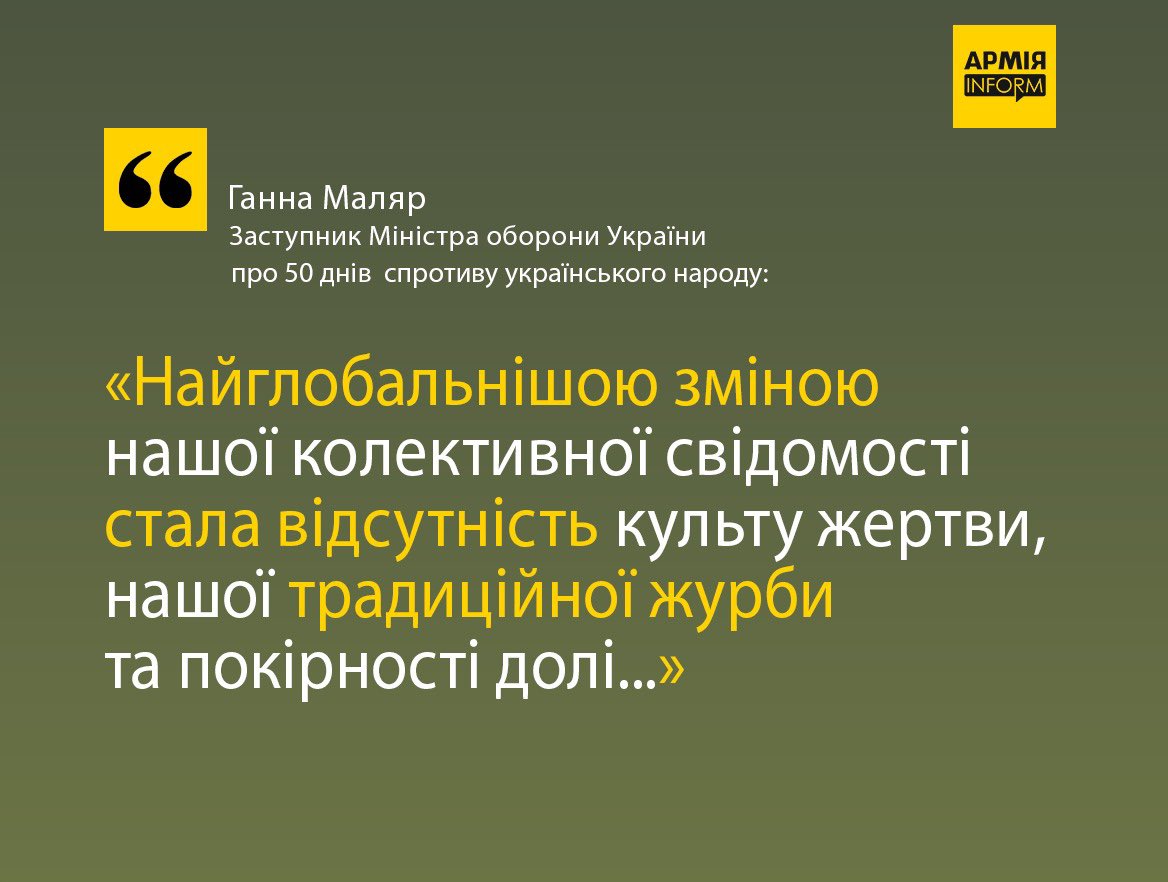 АРМІЯ
INFORM
“
Ганна Маляр
Заступник Міністра оборони України
про 50 днів спротиву українського народу:
«Найглобальнішою зміною
нашої колективної свідомості
стала відсутність культу жертви,
нашої традиційної журби
та покірності долі...»